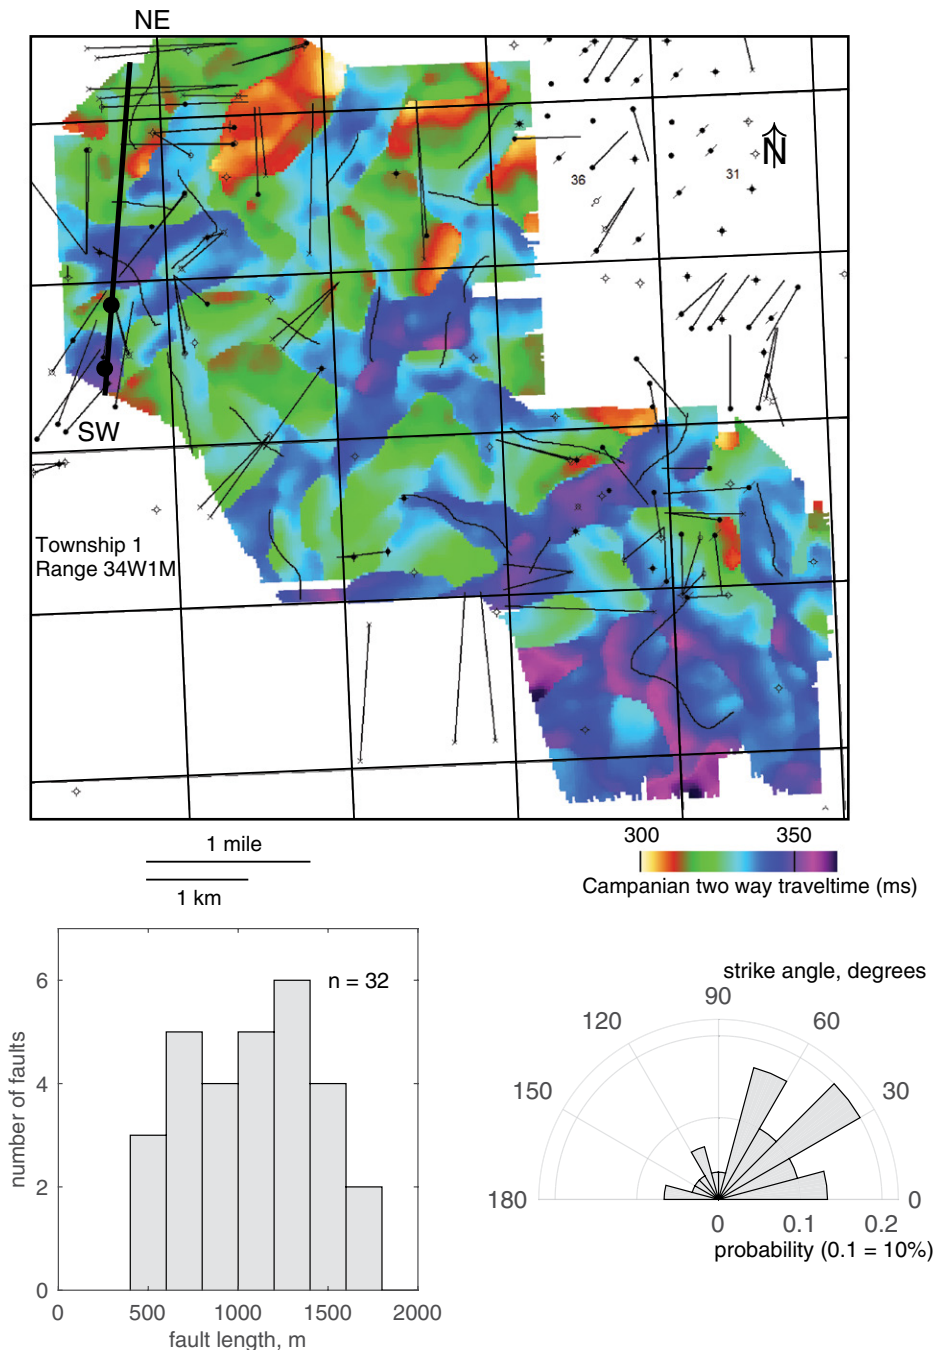 NE
N
36
31
SW
Township 1
Range 34W1M
1 mile
1 km
300 350
Campanian two way traveltime (ms)
n = 32
6
4
2
0
number of faults
0 500 1000 1500 2000
fault length, m
strike angle, degrees
90
120 60
150 30
180 0
0 0.1 0.2
probability (0.1 = 10%)